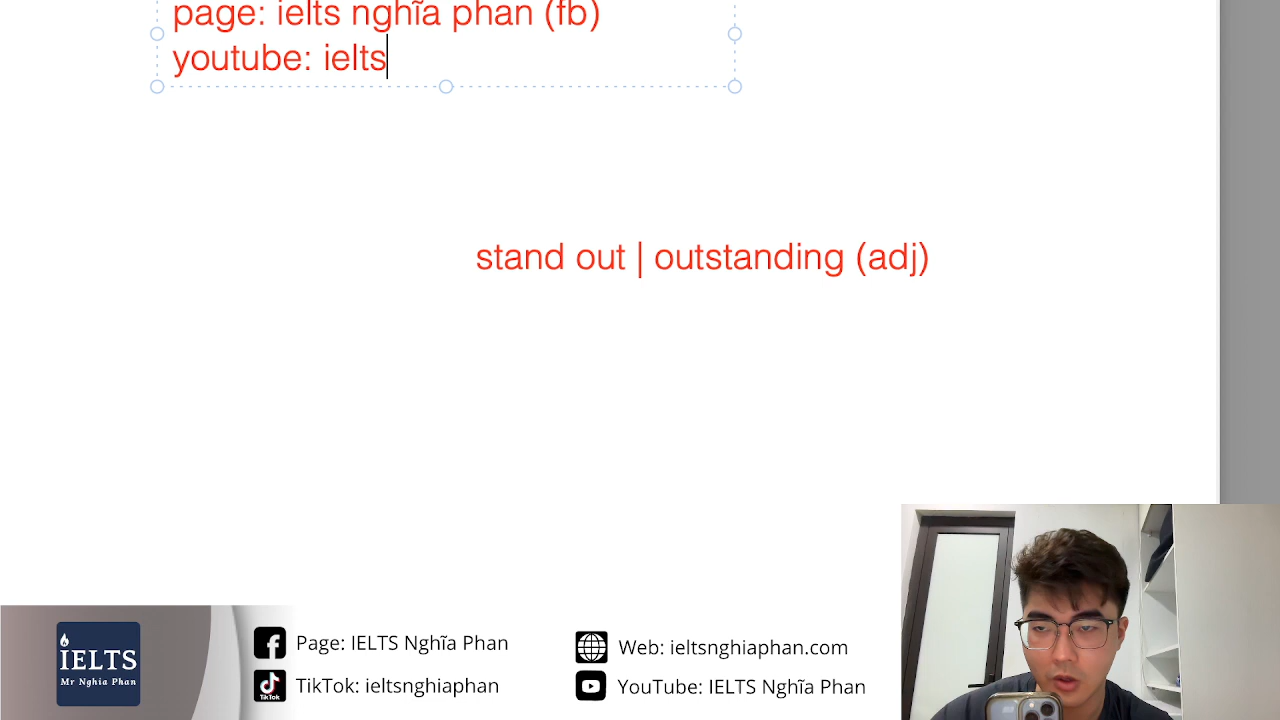 page: ielts nghĩa phan (fb)
youtube: ielts
stand out | outstanding (adj)
IELTS
Mr Nghia Phan
Page: IELTS Nghĩa Phan
TikTok
TikTok: ieltsnghiaphan
Web: ieltsnghiaphan.com
YouTube: IELTS Nghĩa Phan